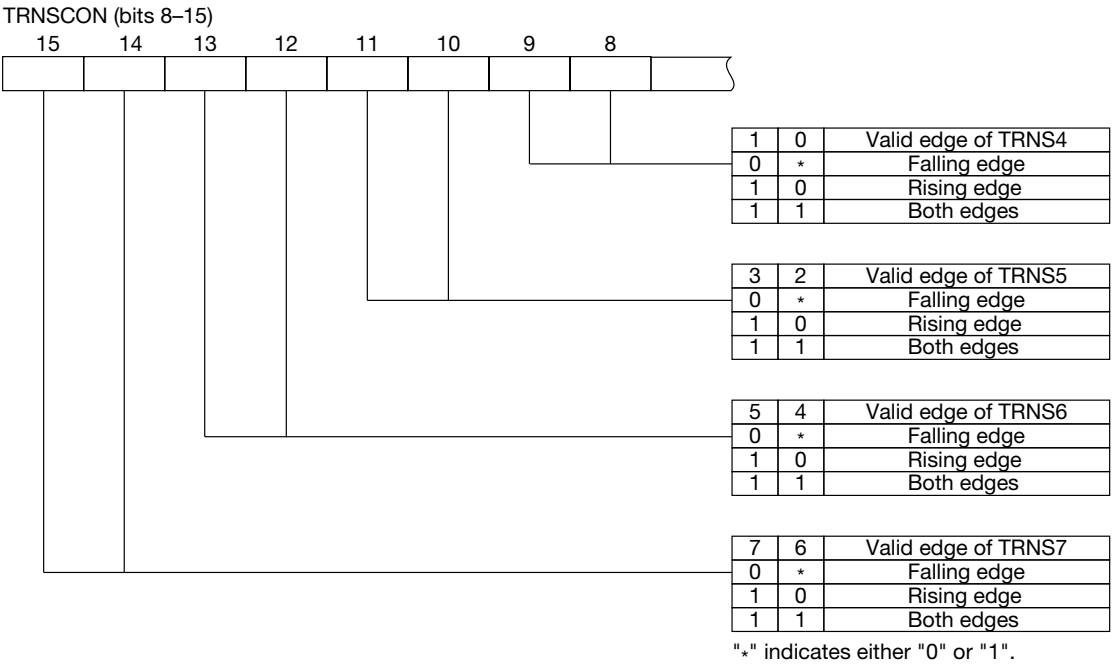 TRNSCON (bits 8–15)
15 14 13 12 11 10 9 8
1 0 Valid edge of TRNS4
0 * Falling edge
1 0 Rising edge
1 1 Both edges
3 2 Valid edge of TRNS5
0 * Falling edge
1 0 Rising edge
1 1 Both edges
5 4 Valid edge of TRNS6
0 * Falling edge
1 0 Rising edge
1 1 Both edges
7 6 Valid edge of TRNS7
0 * Falling edge
1 0 Rising edge
1 1 Both edges
"*" indicates either "0" or "1".